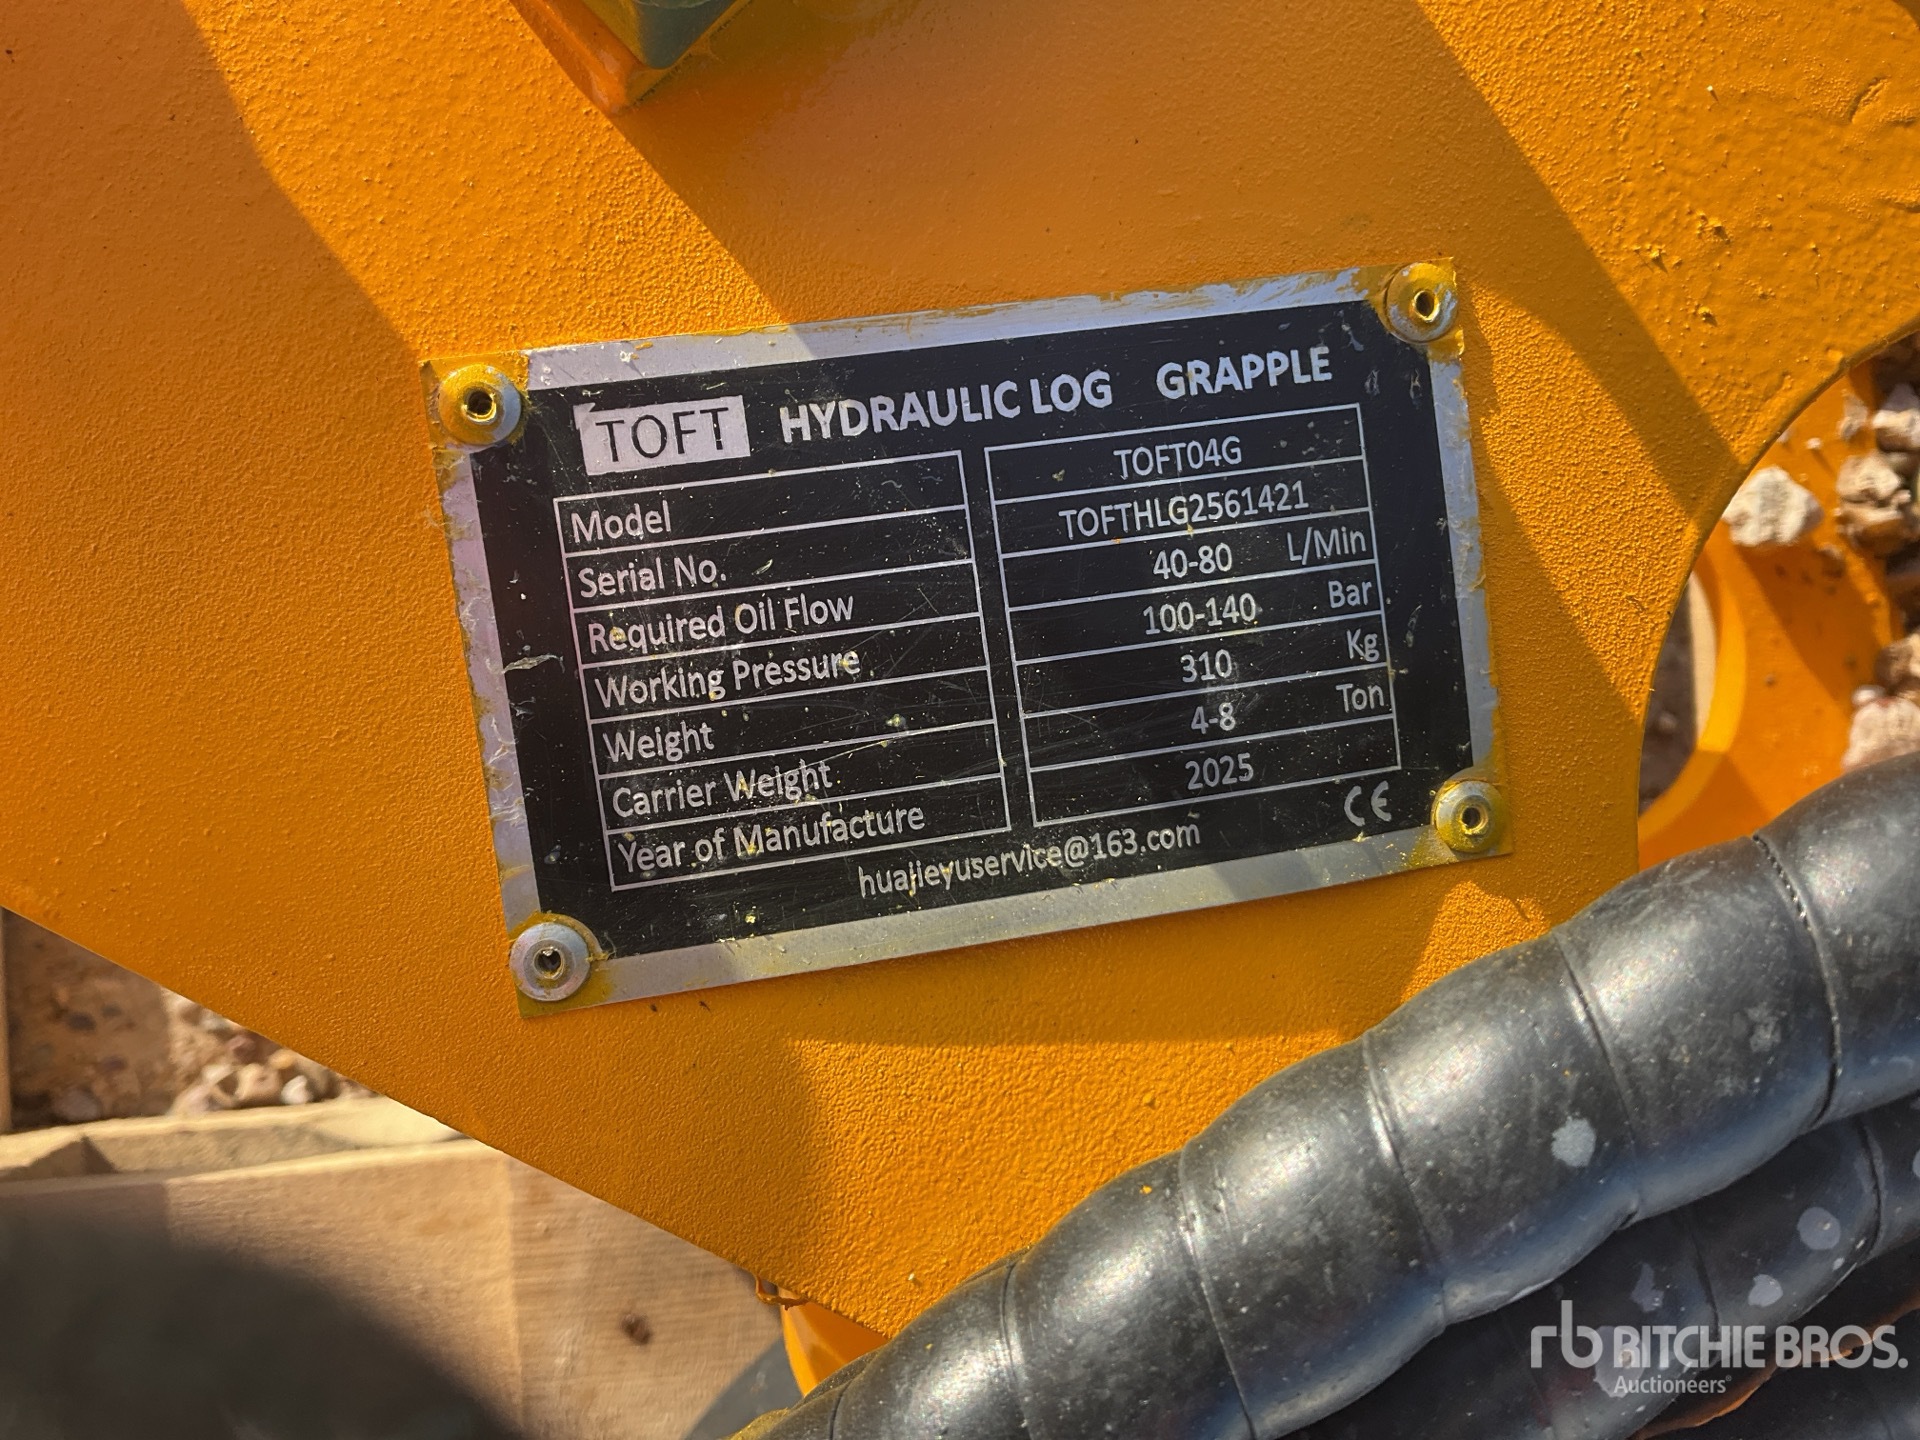 TOFT HYDRAULIC LOG GRAPPLE
Model TOFT04G
Serial No. TOFTHLG2561421
Required Oil Flow 40-80 L/Min
Working Pressure 100-140 Bar
Weight 310 Kg
Carrier Weight 4-8 Ton
Year of Manufacture 2025
huajieyuservice@163.com CE
rb RITCHIE BROS.
Auctioneers